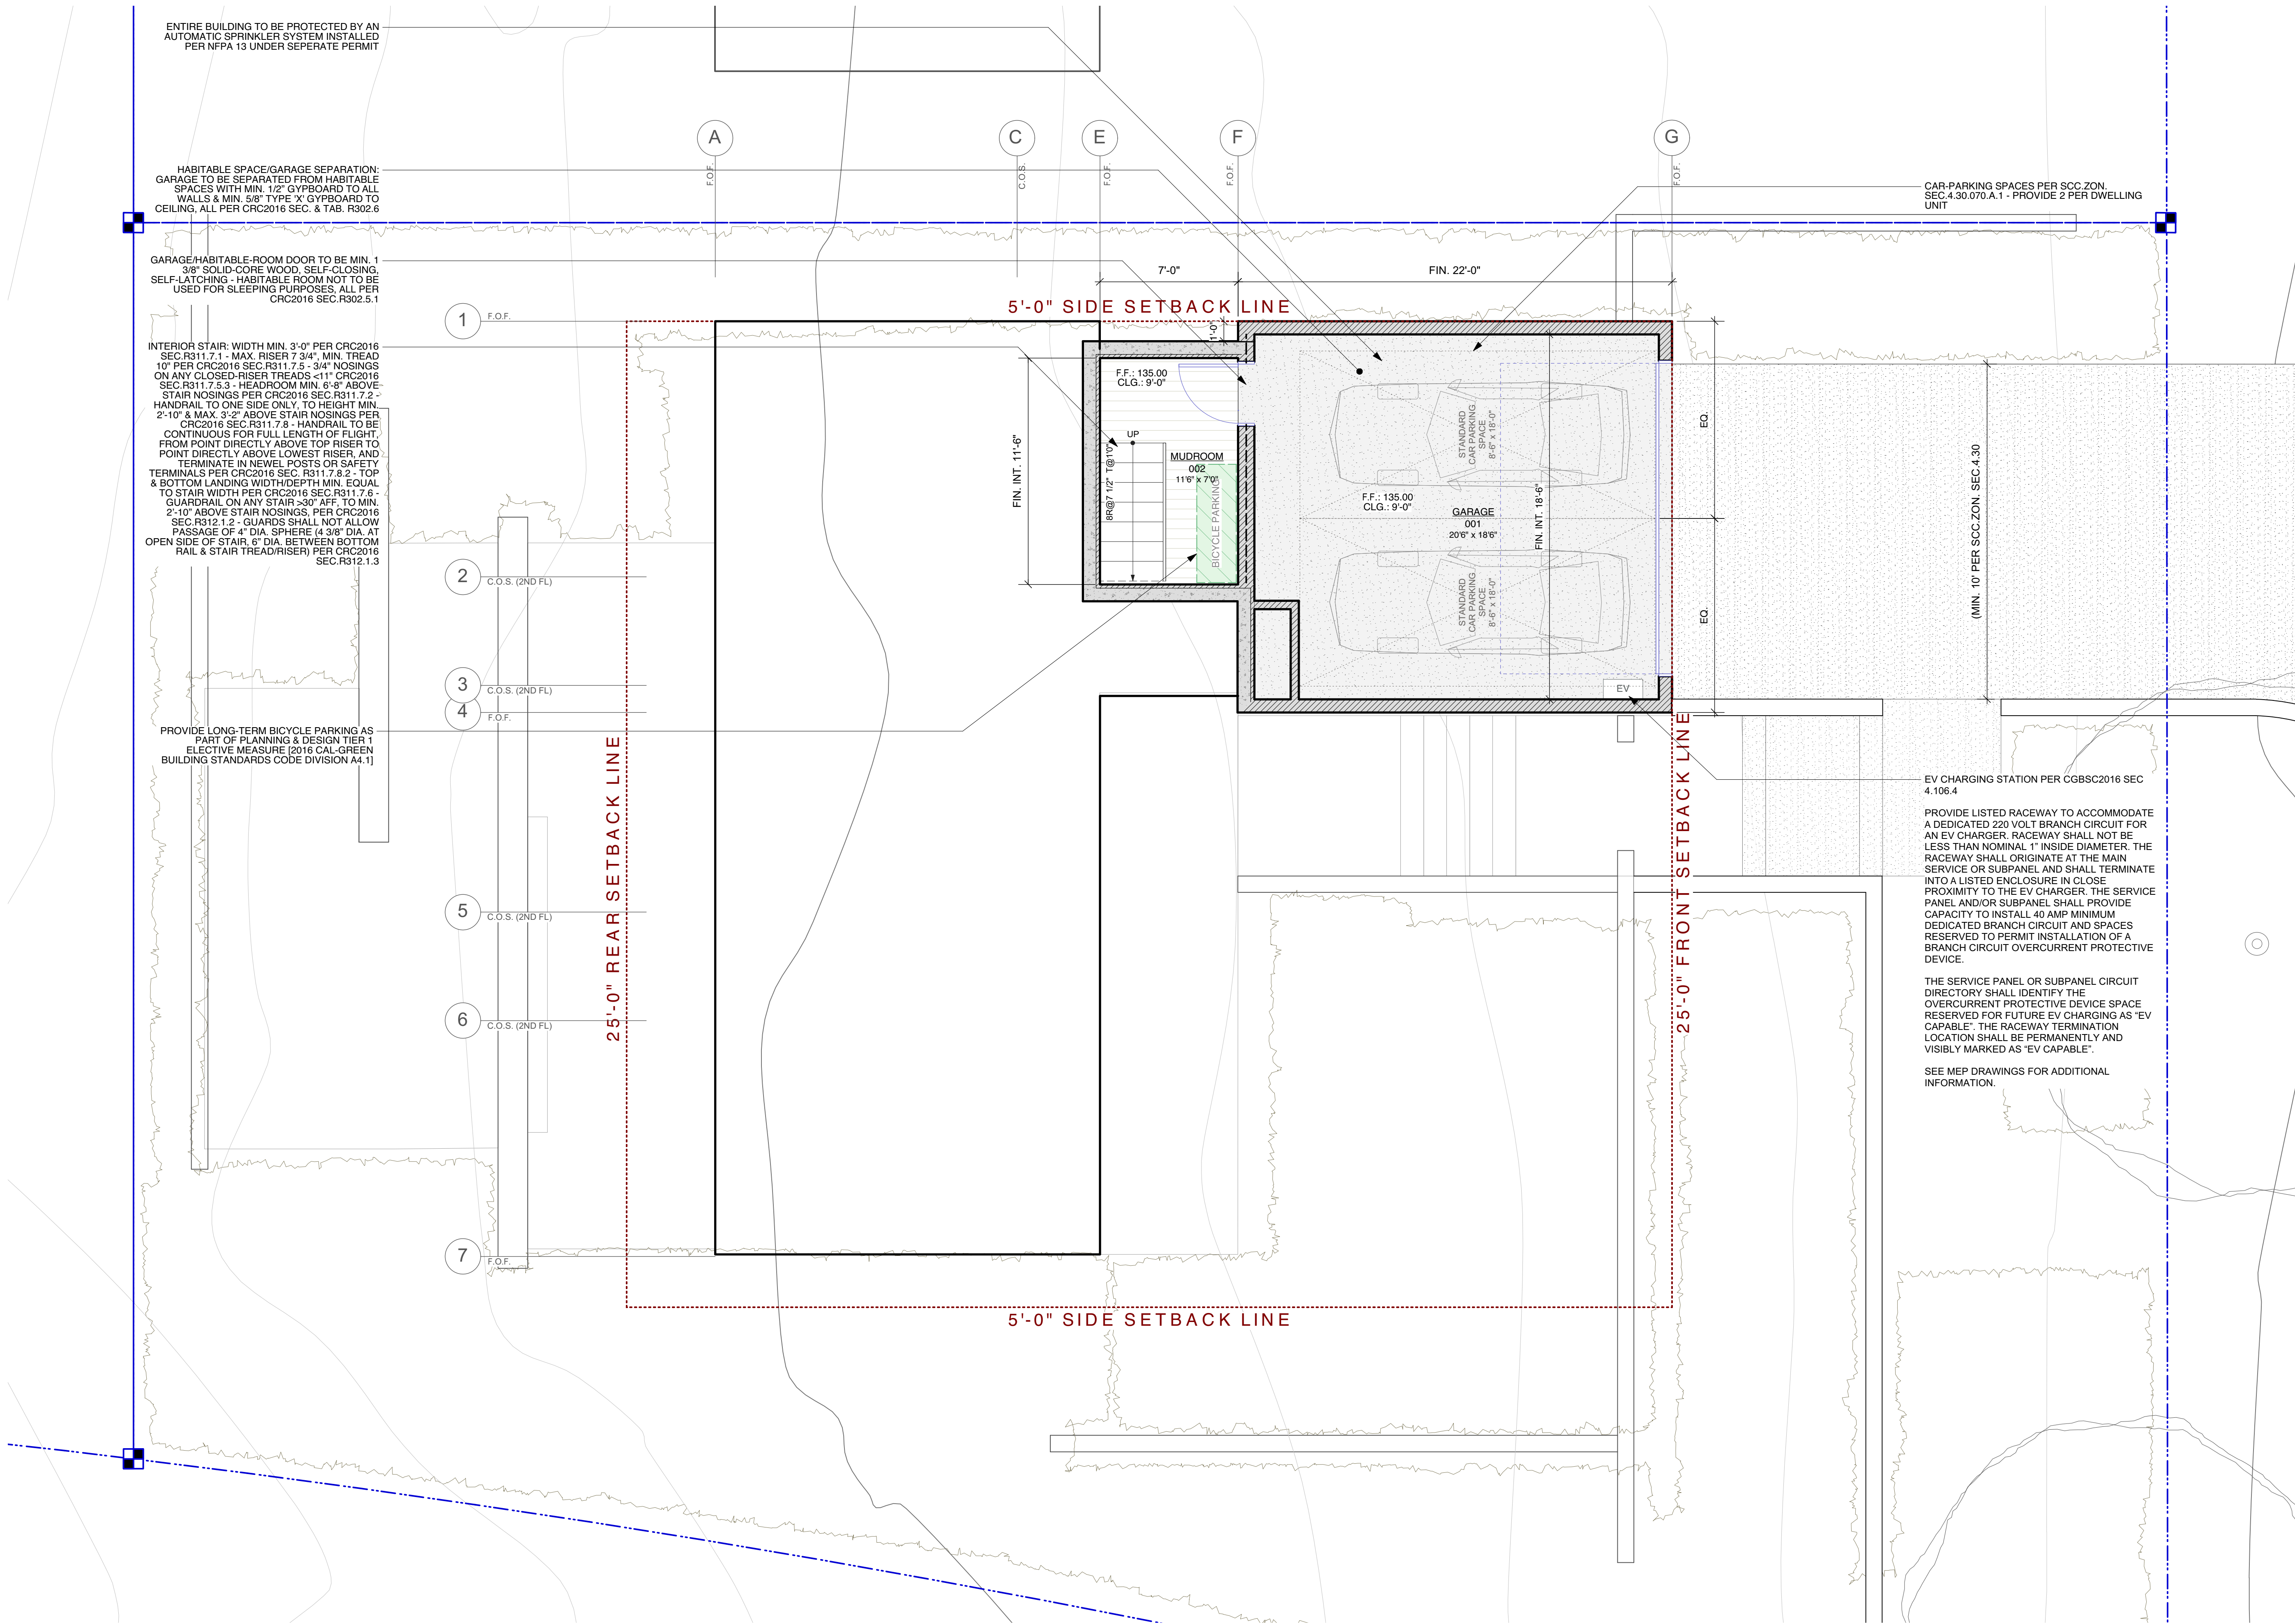 ENTIRE BUILDING TO BE PROTECTED BY AN
AUTOMATIC SPRINKLER SYSTEM INSTALLED
PER NFPA 13 UNDER SEPERATE PERMIT
A
C
E
F
G
F.O.F.
C.O.S.
F.O.F.
F.O.F.
F.O.F.
HABITABLE SPACE/GARAGE SEPARATION:
GARAGE TO BE SEPARATED FROM HABITABLE
SPACES WITH MIN. 1/2" GYPBOARD TO ALL
WALLS & MIN. 5/8" TYPE 'X' GYPBOARD TO
CEILING, ALL PER CRC2016 SEC. & TAB. R302.6
CAR-PARKING SPACES PER SCC.ZON.
SEC.4.30.070.A.1 - PROVIDE 2 PER DWELLING
UNIT
GARAGE/HABITABLE-ROOM DOOR TO BE MIN. 1
3/8" SOLID-CORE WOOD, SELF-CLOSING,
SELF-LATCHING - HABITABLE ROOM NOT TO BE
USED FOR SLEEPING PURPOSES, ALL PER
CRC2016 SEC.R302.5.1
7'-0"
FIN. 22'-0"
5'-0" SIDE SETBACK LINE
1
F.O.F.
1'-0"
INTERIOR STAIR: WIDTH MIN. 3'-0" PER CRC2016
SEC.R311.7.1 - MAX. RISER 7 3/4", MIN. TREAD
10" PER CRC2016 SEC.R311.7.5 - 3/4" NOSINGS
ON ANY CLOSED-RISER TREADS <11" CRC2016
SEC.R311.7.5.3 - HEADROOM MIN. 6'-8" ABOVE
STAIR NOSINGS PER CRC2016 SEC.R311.7.2 -
HANDRAIL TO ONE SIDE ONLY, TO HEIGHT MIN.
2'-10" & MAX. 3'-2" ABOVE STAIR NOSINGS PER
CRC2016 SEC.R311.7.8 - HANDRAIL TO BE
CONTINUOUS FOR FULL LENGTH OF FLIGHT,
FROM POINT DIRECTLY ABOVE TOP RISER TO
POINT DIRECTLY ABOVE LOWEST RISER, AND
TERMINATE IN NEWEL POSTS OR SAFETY
TERMINALS PER CRC2016 SEC. R311.7.8.2 - TOP
& BOTTOM LANDING WIDTH/DEPTH MIN. EQUAL
TO STAIR WIDTH PER CRC2016 SEC.R311.7.6 -
GUARDRAIL ON ANY STAIR >30" AFF, TO MIN.
2'-10" ABOVE STAIR NOSINGS, PER CRC2016
SEC.R312.1.2 - GUARDS SHALL NOT ALLOW
PASSAGE OF 4" DIA. SPHERE (4 3/8" DIA. AT
OPEN SIDE OF STAIR, 6" DIA. BETWEEN BOTTOM
RAIL & STAIR TREAD/RISER) PER CRC2016
SEC.R312.1.3
F.F.: 135.00
CLG.: 9'-0"
FIN. INT. 11'-6"
UP
8R@7 1/2" T@1'0"
MUDROOM
002
11'6" x 7'0"
BICYCLE PARKING
STANDARD
CAR PARKING
SPACE
8'-6" x 18'-0"
F.F.: 135.00
CLG.: 9'-0"
GARAGE
001
20'6" x 18'6"
FIN. INT. 18'-6"
STANDARD
CAR PARKING
SPACE
8'-6" x 18'-0"
EQ.
EQ.
(MIN. 10' PER SCC.ZON. SEC.4.30
EV
2
C.O.S. (2ND FL)
3
C.O.S. (2ND FL)
4
F.O.F.
PROVIDE LONG-TERM BICYCLE PARKING AS
PART OF PLANNING & DESIGN TIER 1
ELECTIVE MEASURE [2016 CAL-GREEN
BUILDING STANDARDS CODE DIVISION A4.1]
25'-0" REAR SETBACK LINE
25'-0" FRONT SETBACK LINE
EV CHARGING STATION PER CGBSC2016 SEC
4.106.4
PROVIDE LISTED RACEWAY TO ACCOMMODATE
A DEDICATED 220 VOLT BRANCH CIRCUIT FOR
AN EV CHARGER. RACEWAY SHALL NOT BE
LESS THAN NOMINAL 1" INSIDE DIAMETER. THE
RACEWAY SHALL ORIGINATE AT THE MAIN
SERVICE OR SUBPANEL AND SHALL TERMINATE
INTO A LISTED ENCLOSURE IN CLOSE
PROXIMITY TO THE EV CHARGER. THE SERVICE
PANEL AND/OR SUBPANEL SHALL PROVIDE
CAPACITY TO INSTALL 40 AMP MINIMUM
DEDICATED BRANCH CIRCUIT AND SPACES
RESERVED TO PERMIT INSTALLATION OF A
BRANCH CIRCUIT OVERCURRENT PROTECTIVE
DEVICE.
THE SERVICE PANEL OR SUBPANEL CIRCUIT
DIRECTORY SHALL IDENTIFY THE
OVERCURRENT PROTECTIVE DEVICE SPACE
RESERVED FOR FUTURE EV CHARGING AS “EV
CAPABLE”. THE RACEWAY TERMINATION
LOCATION SHALL BE PERMANENTLY AND
VISIBLY MARKED AS “EV CAPABLE”.
SEE MEP DRAWINGS FOR ADDITIONAL
INFORMATION.
5
C.O.S. (2ND FL)
6
C.O.S. (2ND FL)
7
F.O.F.
5'-0" SIDE SETBACK LINE